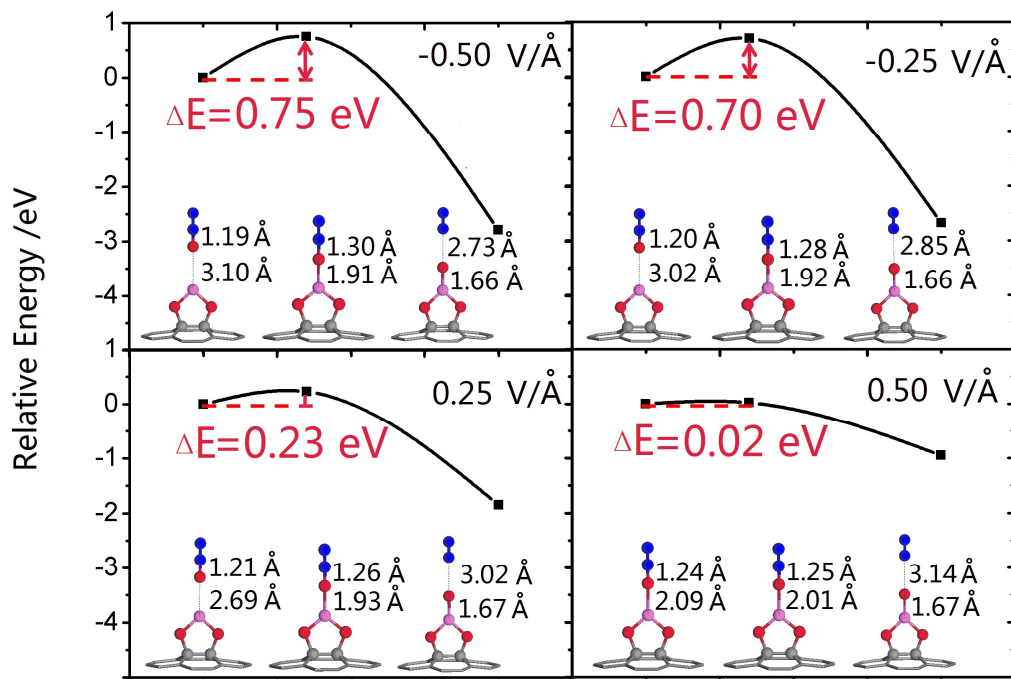 Relative Energy /eV
1
0
-1
-2
-3
-4
1
0
-1
-2
-3
-4
-0.50 V/Å
ΔE=0.75 eV
1.19 Å
3.10 Å
1.30 Å
1.91 Å
2.73 Å
1.66 Å
-0.25 V/Å
ΔE=0.70 eV
1.20 Å
3.02 Å
1.28 Å
1.92 Å
2.85 Å
1.66 Å
0.25 V/Å
ΔE=0.23 eV
1.21 Å
2.69 Å
1.26 Å
1.93 Å
3.02 Å
1.67 Å
0.50 V/Å
ΔE=0.02 eV
1.24 Å
2.09 Å
1.25 Å
2.01 Å
3.14 Å
1.67 Å